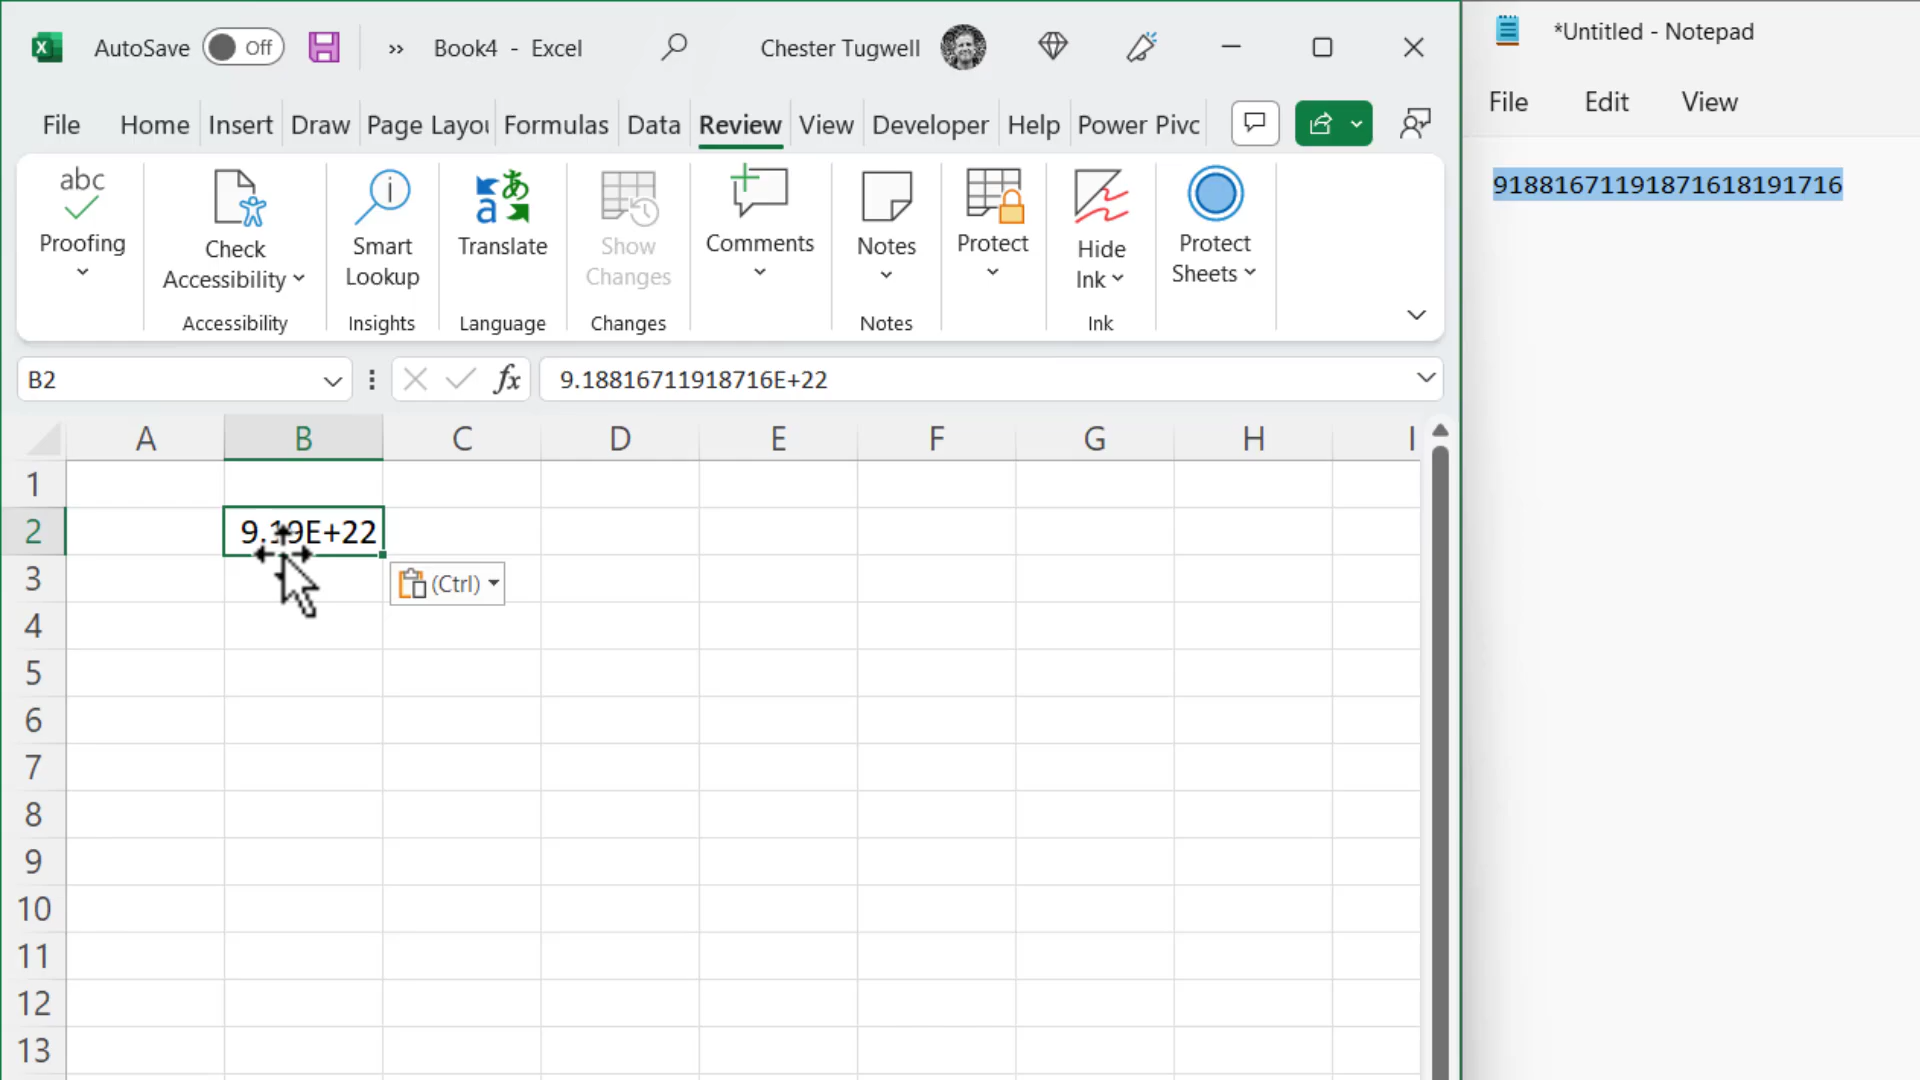 AutoSave Off » Book4 - Excel Chester Tugwell
File Home Insert Draw Page Layou Formulas Data Review View Developer Help Power Pivc
abc
Proofing
Check
Accessibility
Accessibility
Smart
Lookup
Insights
a あ
Translate
Language
Show
Changes
Changes
Comments
Notes
Notes
Protect
Hide
Ink
Ink
Protect
Sheets
B2 fx 9.18816711918716E+22
A B C D E F G H I
1
2 9.19E+22
3 (Ctrl)
4
5
6
7
8
9
10
11
12
13
*Untitled - Notepad
File Edit View
91881671191871618191716